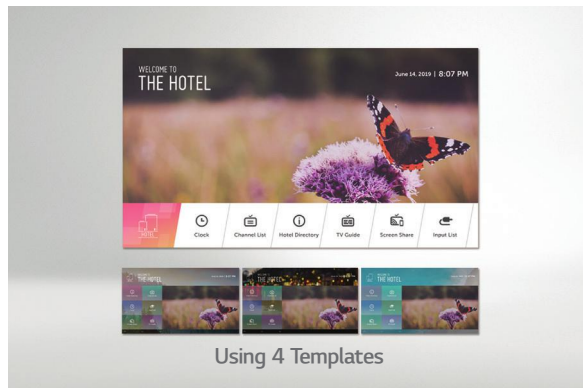 WELCOME TO
THE HOTEL
June 14, 2019 | 8:07 PM
HOTEL
Clock
Channel List
Hotel Directory
TV Guide
Screen Share
Input List
THE HOTEL
THE HOTEL
THE HOTEL
Using 4 Templates